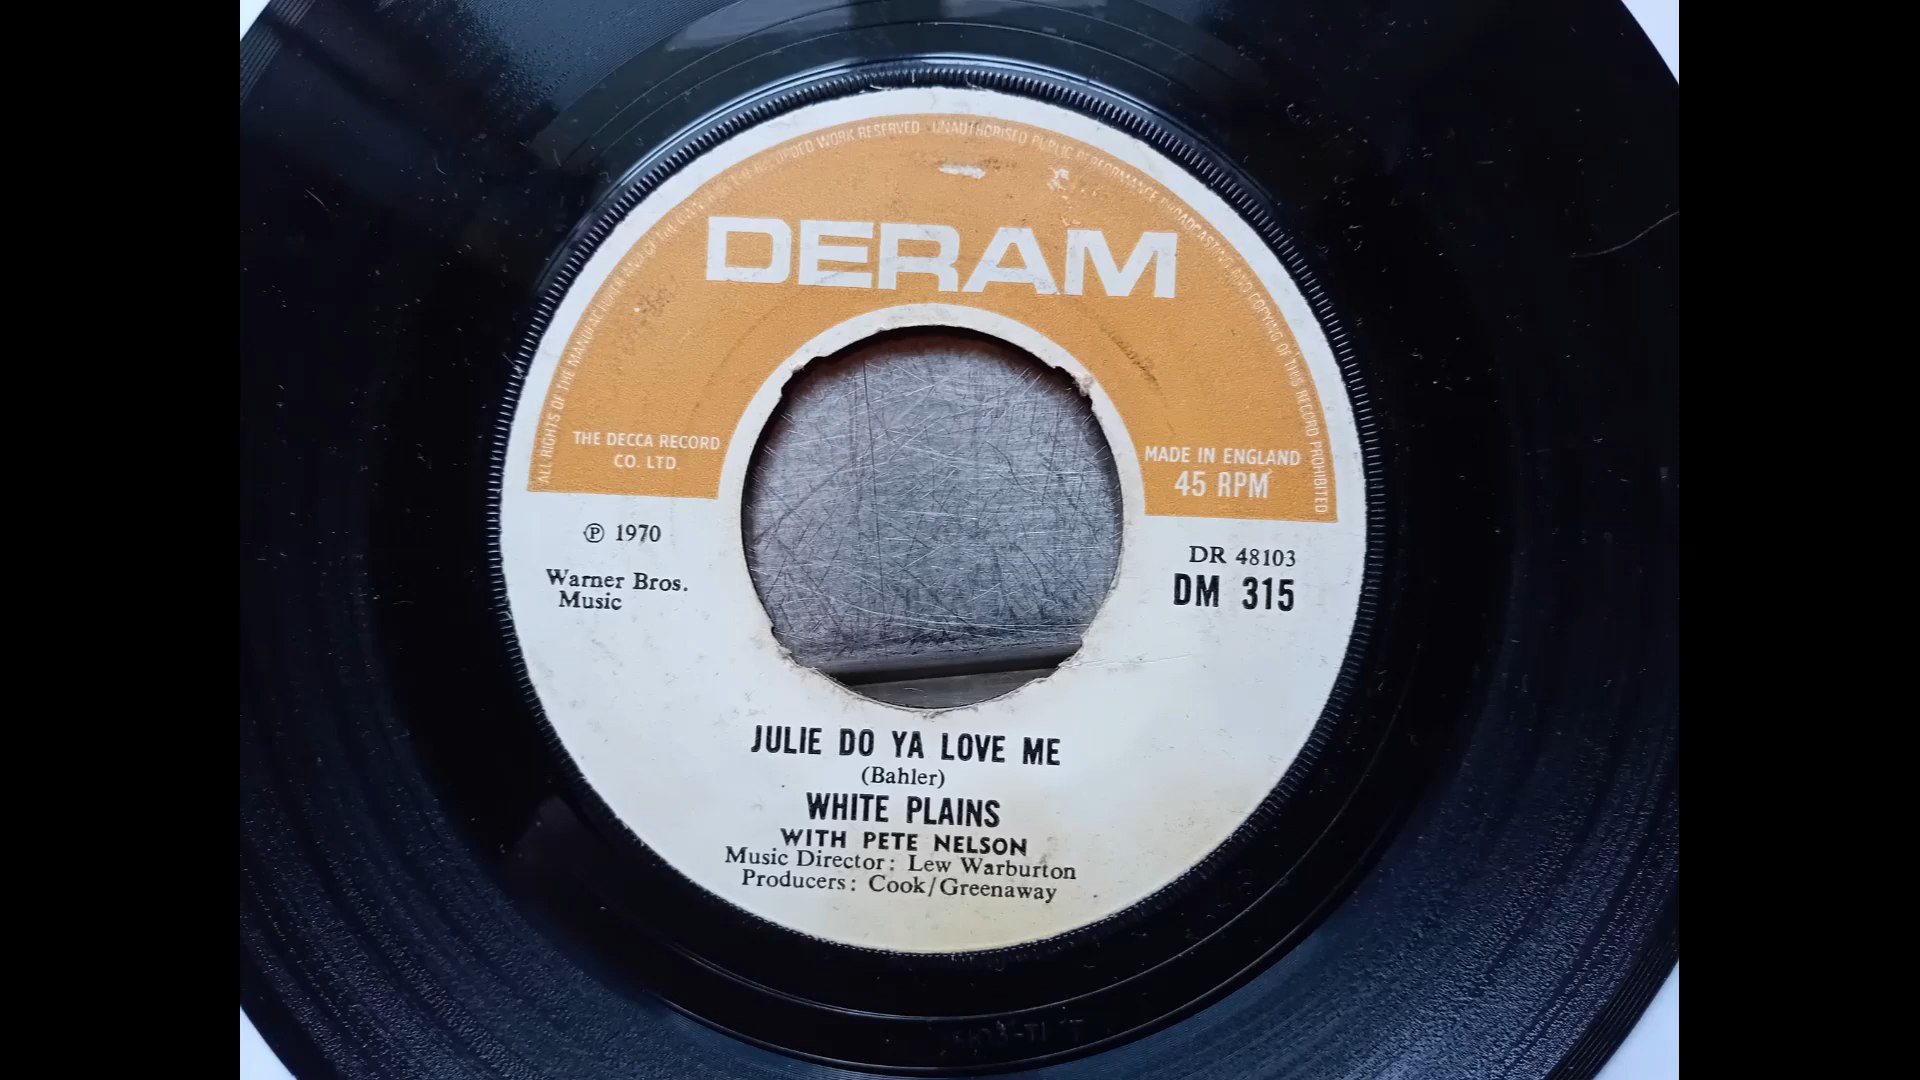 ALL RIGHTS OF THE MANUFACTURER AND OF THE OWNER OF THE RECORDED WORK RESERVED UNAUTHORISED PUBLIC PERFORMANCE BROADCASTING AND COPYING OF THIS RECORD PROHIBITED
DERAM
THE DECCA RECORD
CO. LTD.
MADE IN ENGLAND
45 RPM
℗ 1970
Warner Bros.
Music
DR 48103
DM 315
JULIE DO YA LOVE ME
(Bahler)
WHITE PLAINS
WITH PETE NELSON
Music Director: Lew Warburton
Producers: Cook/Greenaway